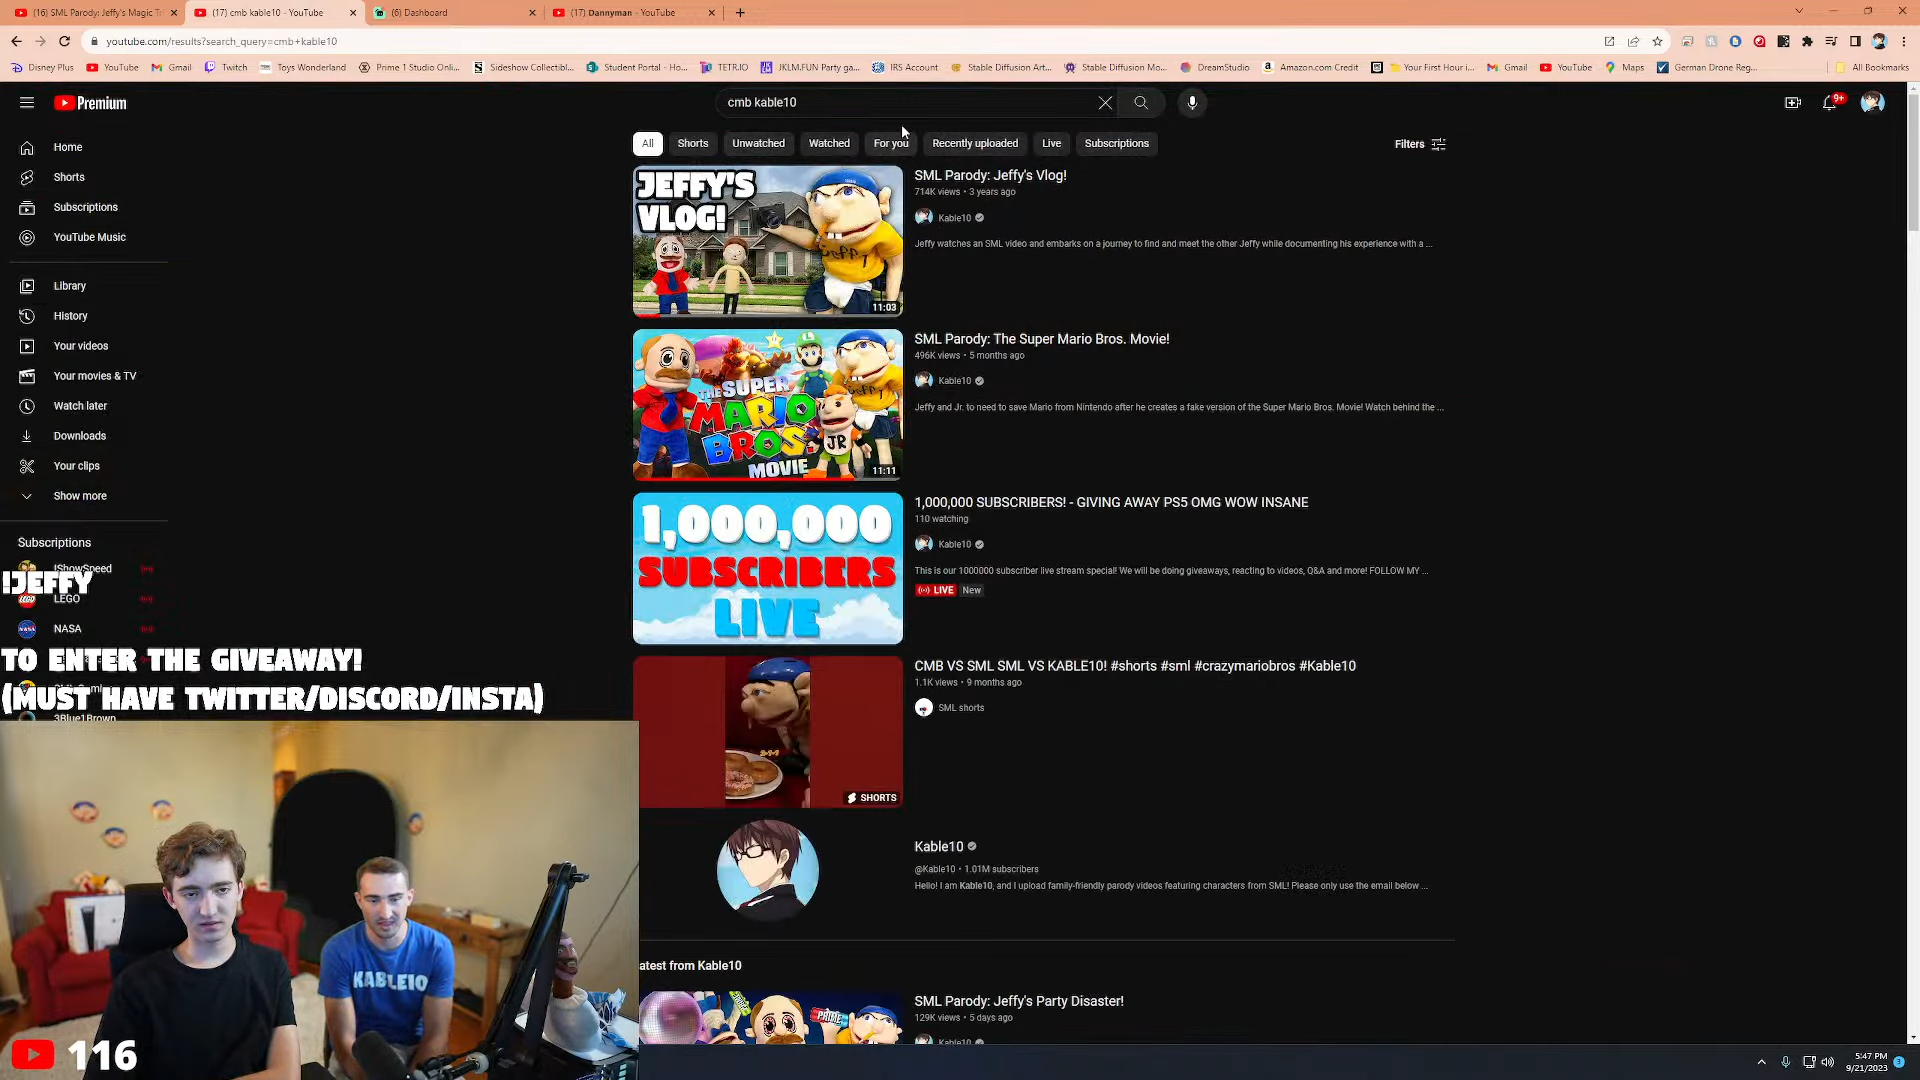 (16) SML Parody: Jeffy's Magic Tr
(17) cmb kable10 - YouTube
(6) Dashboard
(17) Dannyman - YouTube
youtube.com/results?search_query=cmb+kable10
Disney Plus
YouTube
Gmail
Twitch
Toys Wonderland
Prime 1 Studio Onli...
Sideshow Collectibl...
Student Portal - Ho...
TETR.IO
JKLM.FUN Party ga...
IRS Account
Stable Diffusion Art...
Stable Diffusion Mo...
DreamStudio
Amazon.com Credit
Your First Hour i...
Gmail
YouTube
Maps
German Drone Reg...
All Bookmarks
Premium
cmb kable10
9+
Home
Shorts
Subscriptions
YouTube Music
Library
History
Your videos
Your movies & TV
Watch later
Downloads
Your clips
Show more
Subscriptions
IShowSpeed
!JEFFY
LEGO
NASA
TO ENTER THE GIVEAWAY!
(MUST HAVE TWITTER/DISCORD/INSTA)
3Blue1Brown
KABLE10
116
All
Shorts
Unwatched
Watched
For you
Recently uploaded
Live
Subscriptions
Filters
JEFFY'S
VLOG!
Jeffy
11:03
SML Parody: Jeffy's Vlog!
714K views • 3 years ago
Kable10
Jeffy watches an SML video and embarks on a journey to find and meet the other Jeffy while documenting his experience with a ...
THE SUPER
MARIO
BROS.
MOVIE
Jeffy
JR
11:11
SML Parody: The Super Mario Bros. Movie!
496K views • 5 months ago
Kable10
Jeffy and Jr. to need to save Mario from Nintendo after he creates a fake version of the Super Mario Bros. Movie! Watch behind the ...
1,000,000
SUBSCRIBERS
LIVE
1,000,000 SUBSCRIBERS! - GIVING AWAY PS5 OMG WOW INSANE
110 watching
Kable10
This is our 1000000 subscriber live stream special! We will be doing giveaways, reacting to videos, Q&A and more! FOLLOW MY ...
LIVE
New
SHORTS
CMB VS SML SML VS KABLE10! #shorts #sml #crazymariobros #Kable10
1.1K views • 9 months ago
SML shorts
Kable10
@Kable10 • 1.01M subscribers
Hello! I am Kable10, and I upload family-friendly parody videos featuring characters from SML! Please only use the email below ...
atest from Kable10
PRIME
SML Parody: Jeffy's Party Disaster!
129K views • 5 days ago
Kable10
5:47 PM
9/21/2023
3